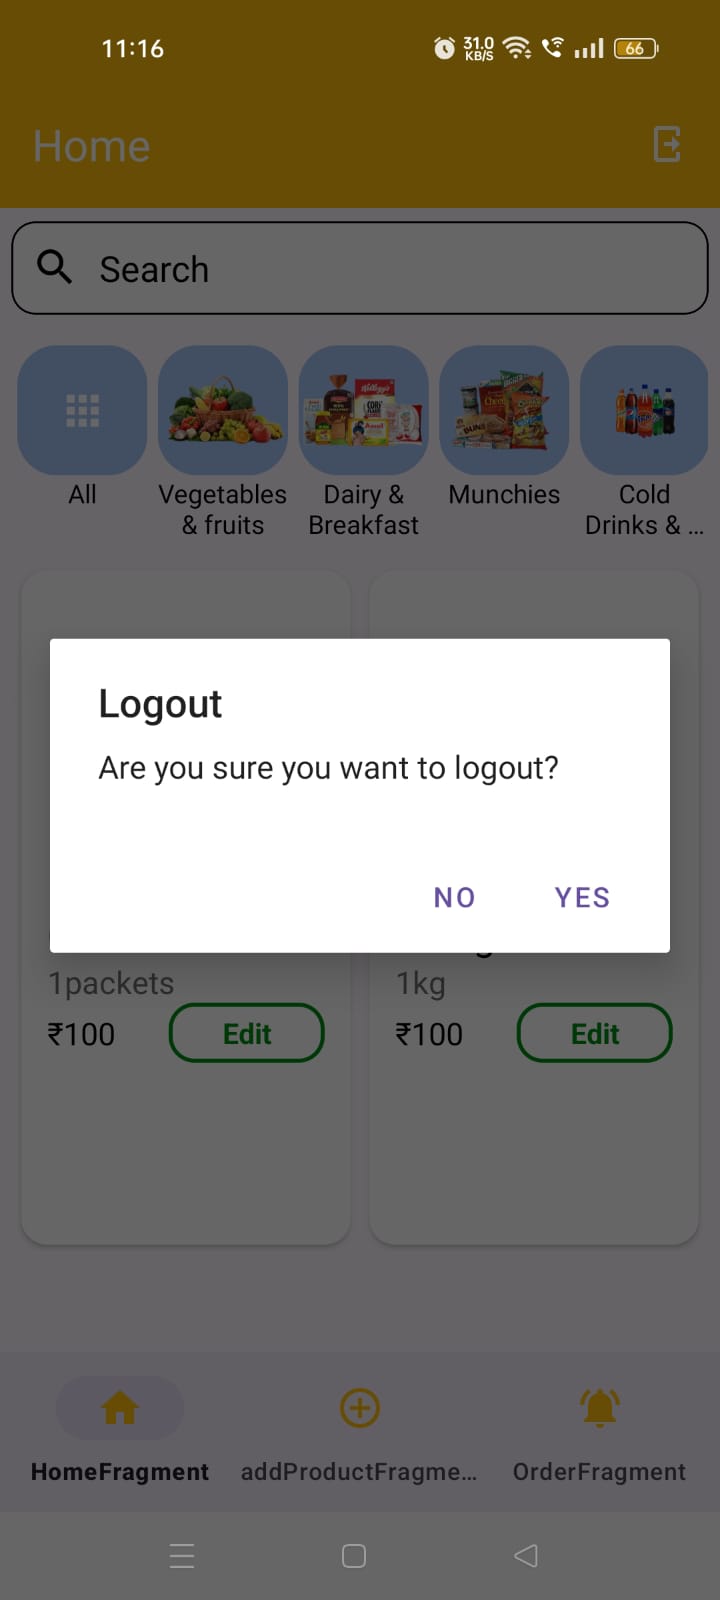 11:16
31.0
KB/S
66
Home
Search
All
Vegetables
& fruits
Dairy &
Breakfast
Munchies
Cold
Drinks & ...
Logout
Are you sure you want to logout?
NO
YES
1packets
1kg
₹100
Edit
₹100
Edit
HomeFragment
addProductFragme...
OrderFragment